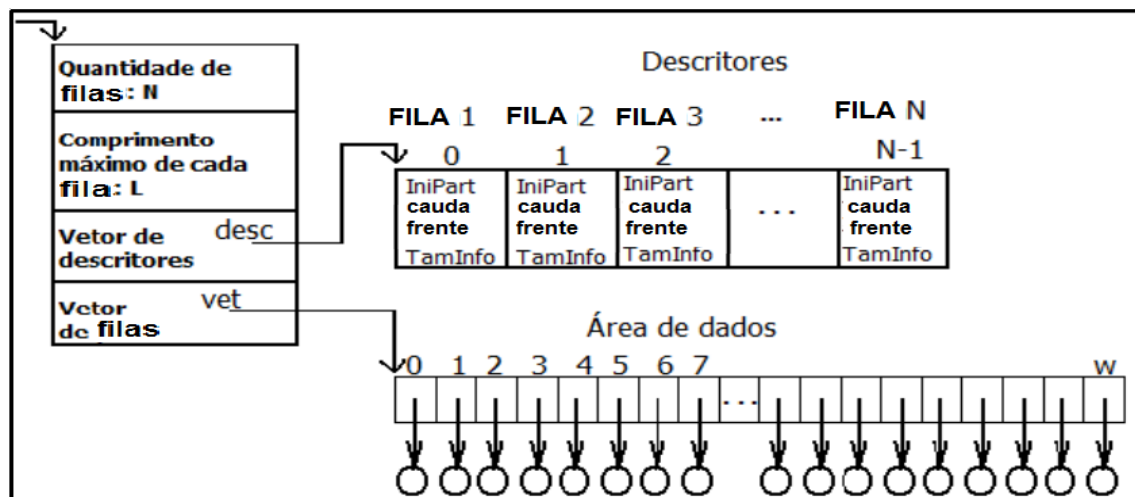 Quantidade de
filas: N
Comprimento
máximo de cada
fila: L
Vetor de desc
descritores
Vetor vet
de filas
Descritores
FILA 1 FILA 2 FILA 3 ... FILA N
0 1 2 N-1
IniPart IniPart IniPart IniPart
cauda cauda cauda ... cauda
frente frente frente frente
TamInfo TamInfo TamInfo TamInfo
Área de dados
0 1 2 3 4 5 6 7 w
...